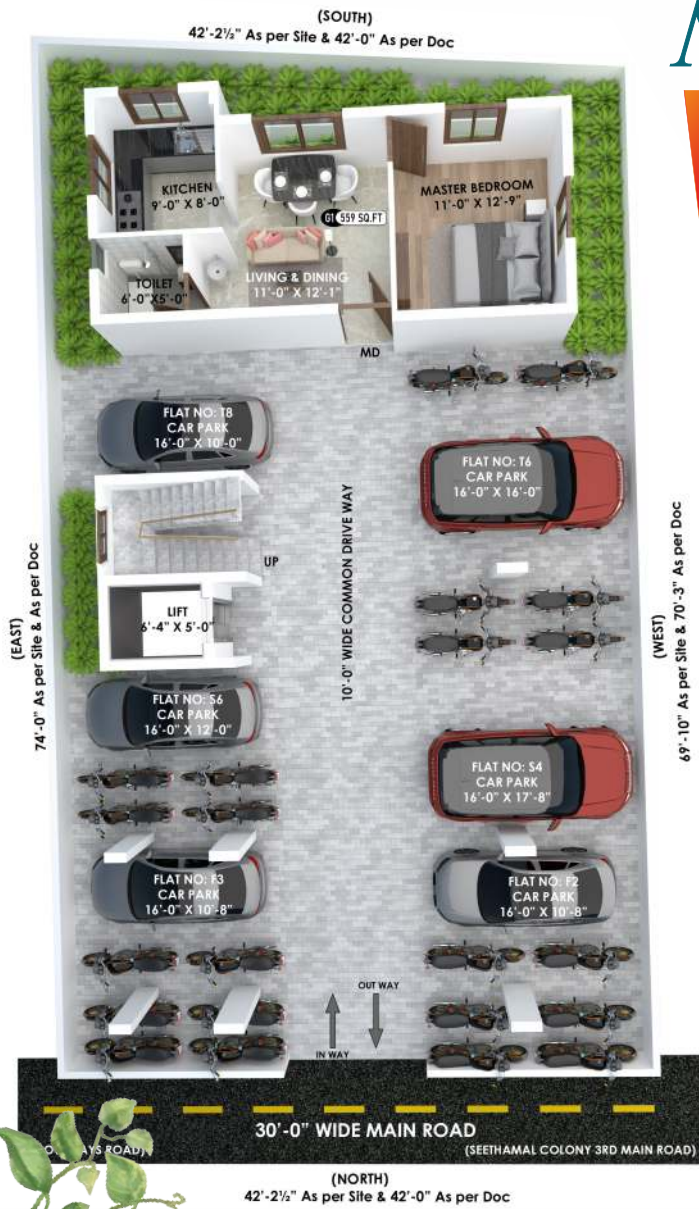 (SOUTH)
42'-2½" As per Site & 42'-0" As per Doc
KITCHEN
9'-0" X 8'-0"
MASTER BEDROOM
11'-0" X 12'-9"
G1 559 SQ.FT
TOILET
6'-0"X5'-0"
LIVING & DINING
11'-0" X 12'-1"
MD
FLAT NO: T8
CAR PARK
16'-0" X 10'-0"
FLAT NO: T6
CAR PARK
16'-0" X 16'-0"
UP
LIFT
6'-4" X 5'-0"
10'-0" WIDE COMMON DRIVE WAY
(EAST)
74'-0" As per Site & As per Doc
(WEST)
69'-10" As per Site & 70'-3" As per Doc
FLAT NO: S6
CAR PARK
16'-0" X 12'-0"
FLAT NO: S4
CAR PARK
16'-0" X 17'-8"
FLAT NO: F3
CAR PARK
16'-0" X 10'-8"
FLAT NO: F2
CAR PARK
16'-0" X 10'-8"
OUT WAY
IN WAY
30'-0" WIDE MAIN ROAD
ROAD)
(SEETHAMAL COLONY 3RD MAIN ROAD)
(NORTH)
42'-2½" As per Site & 42'-0" As per Doc